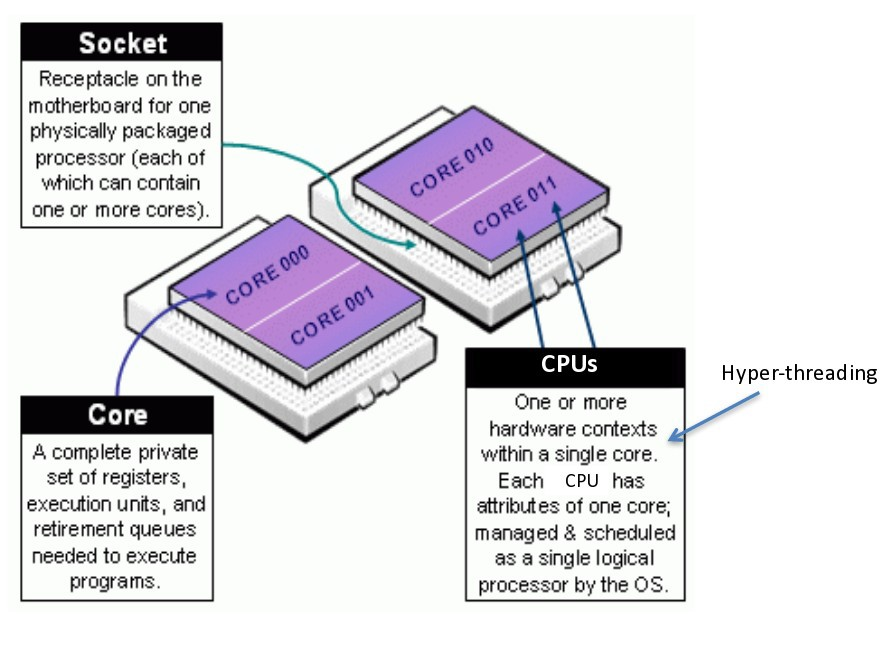 Socket
Receptacle on the
motherboard for one
physically packaged
processor (each of
which can contain
one or more cores).
CORE 010
CORE 011
CORE 000
CORE 001
CPUs
One or more
hardware contexts
within a single core.
Each CPU has
attributes of one core;
managed & scheduled
as a single logical
processor by the OS.
Hyper-threading
Core
A complete private
set of registers,
execution units, and
retirement queues
needed to execute
programs.